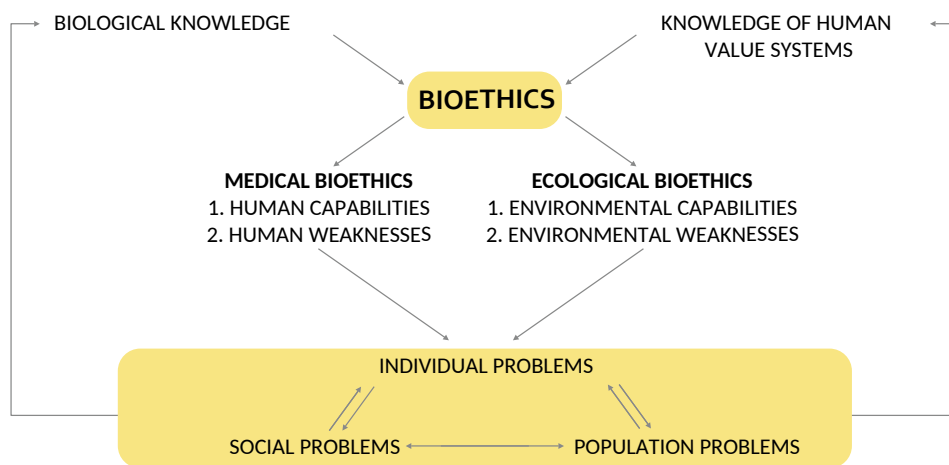 BIOLOGICAL KNOWLEDGE
KNOWLEDGE OF HUMAN
VALUE SYSTEMS
BIOETHICS
MEDICAL BIOETHICS
1. HUMAN CAPABILITIES
2. HUMAN WEAKNESSES
ECOLOGICAL BIOETHICS
1. ENVIRONMENTAL CAPABILITIES
2. ENVIRONMENTAL WEAKNESSES
INDIVIDUAL PROBLEMS
SOCIAL PROBLEMS
POPULATION PROBLEMS